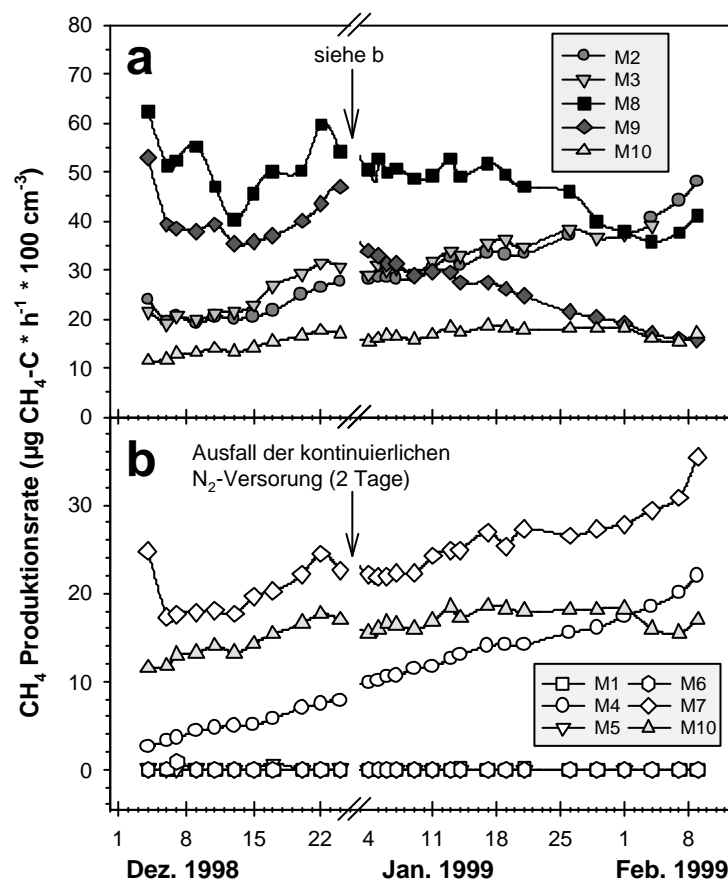 CH4 Produktionsrate (µg CH4-C * h-1 * 100 cm-3)
80
70
60
50
40
30
20
10
0
a
siehe b
M2
M3
M8
M9
M10
30
20
10
0
b
Ausfall der kontinuierlichen
N2-Versorung (2 Tage)
M1 M6
M4 M7
M5 M10
1 8 15 22 4 11 18 25 1 8
Dez. 1998 Jan. 1999 Feb. 1999